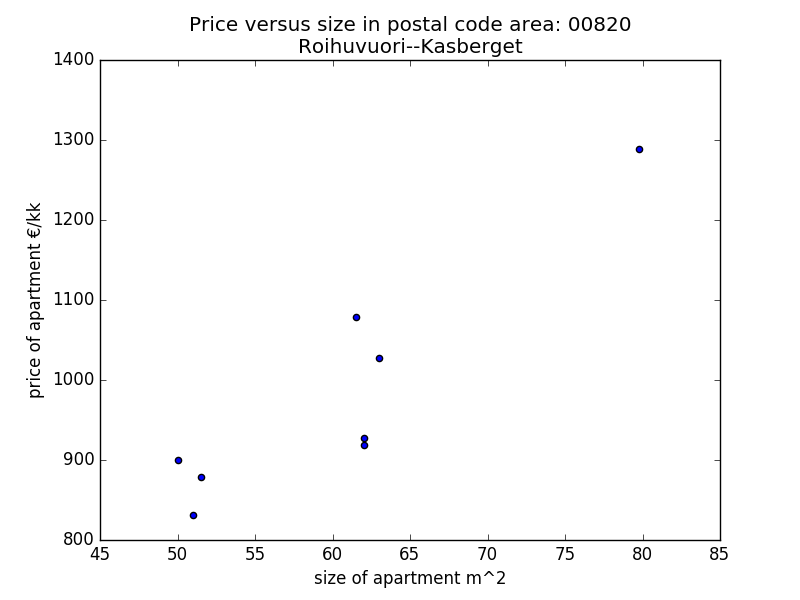 Price versus size in postal code area: 00820
Roihuvuori--Kasberget
1400
1300
1200
1100
1000
900
800
price of apartment €/kk
45 50 55 60 65 70 75 80 85
size of apartment m^2